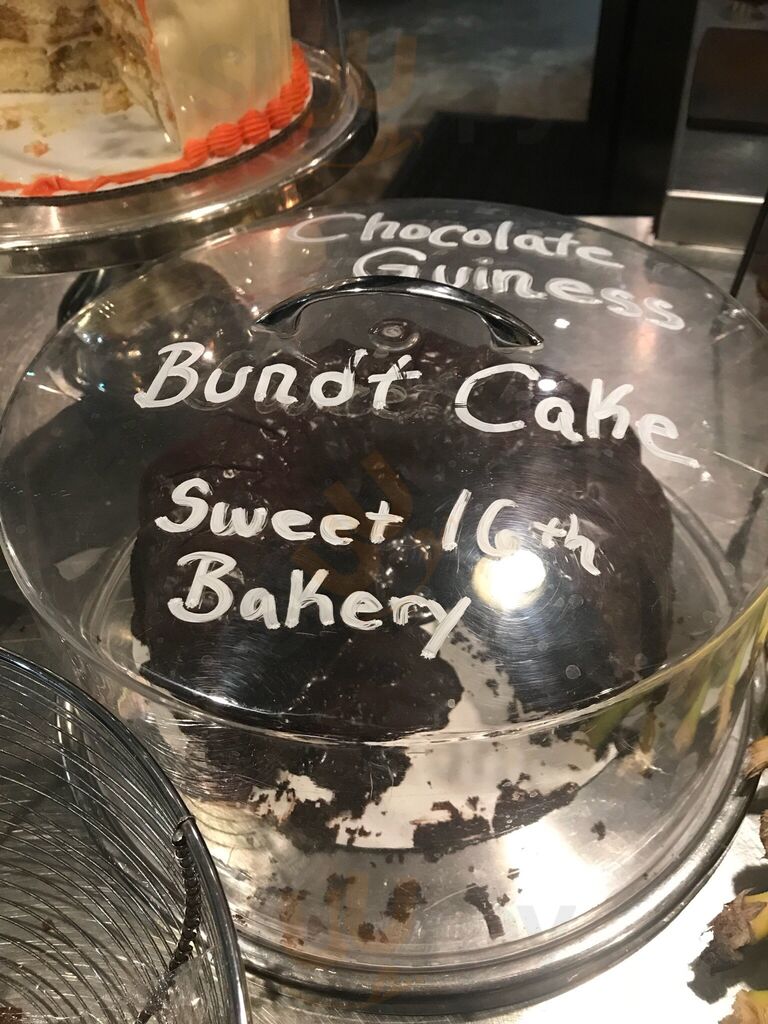 Chocolate
Guiness
Bundt Cake
Sweet 16th
Bakery